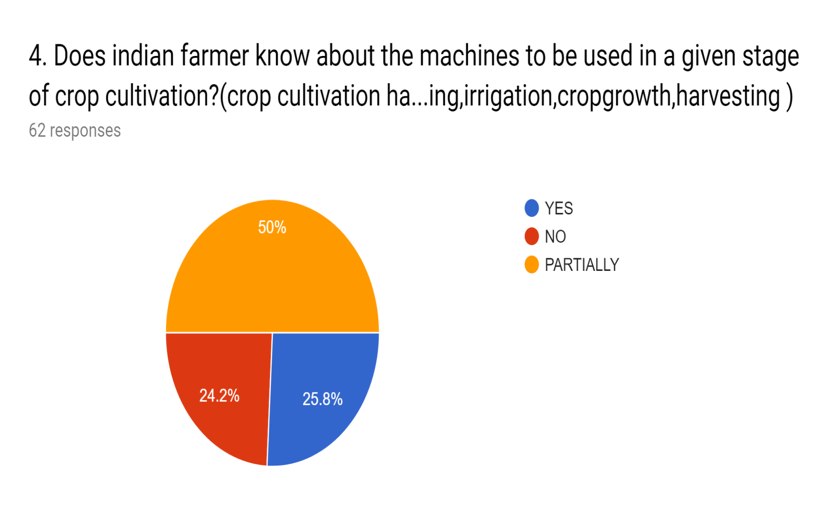 4. Does indian farmer know about the machines to be used in a given stage
of crop cultivation?(crop cultivation ha...ing,irrigation,cropgrowth,harvesting )
62 responses
YES
NO
PARTIALLY
50%
24.2%
25.8%